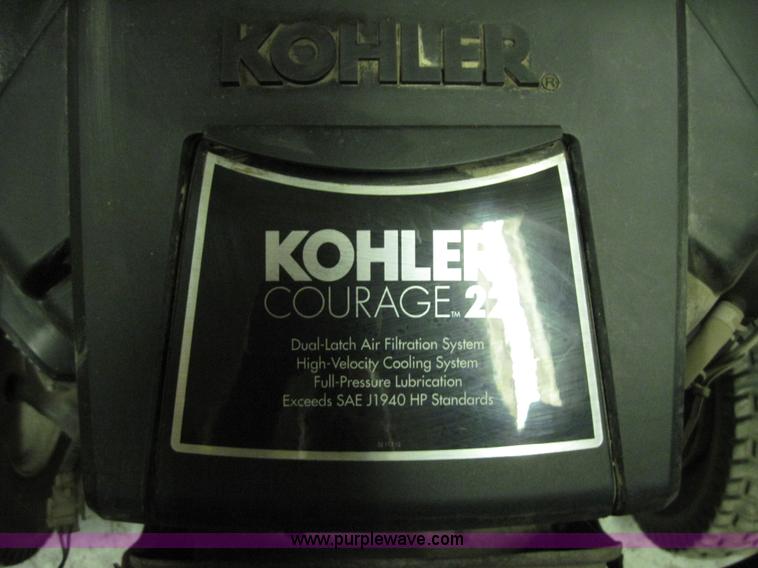 KOHLER®
KOHLER
COURAGE™ 22
Dual-Latch Air Filtration System
High-Velocity Cooling System
Full-Pressure Lubrication
Exceeds SAE J1940 HP Standards
www.purplewave.com